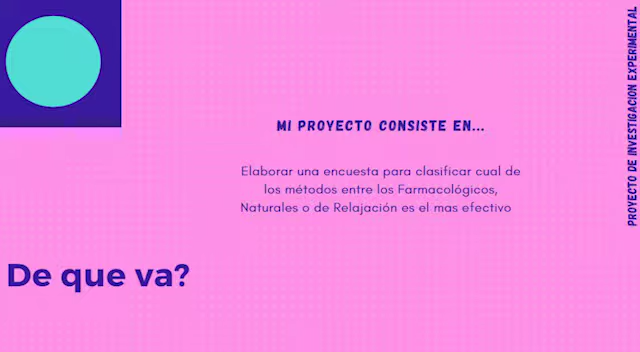 MI PROYECTO CONSISTE EN...
Elaborar una encuesta para clasificar cual de
los métodos entre los Farmacológicos,
Naturales o de Relajación es el mas efectivo
De que va?
PROYECTO DE INVESTIGACION EXPERIMENTAL